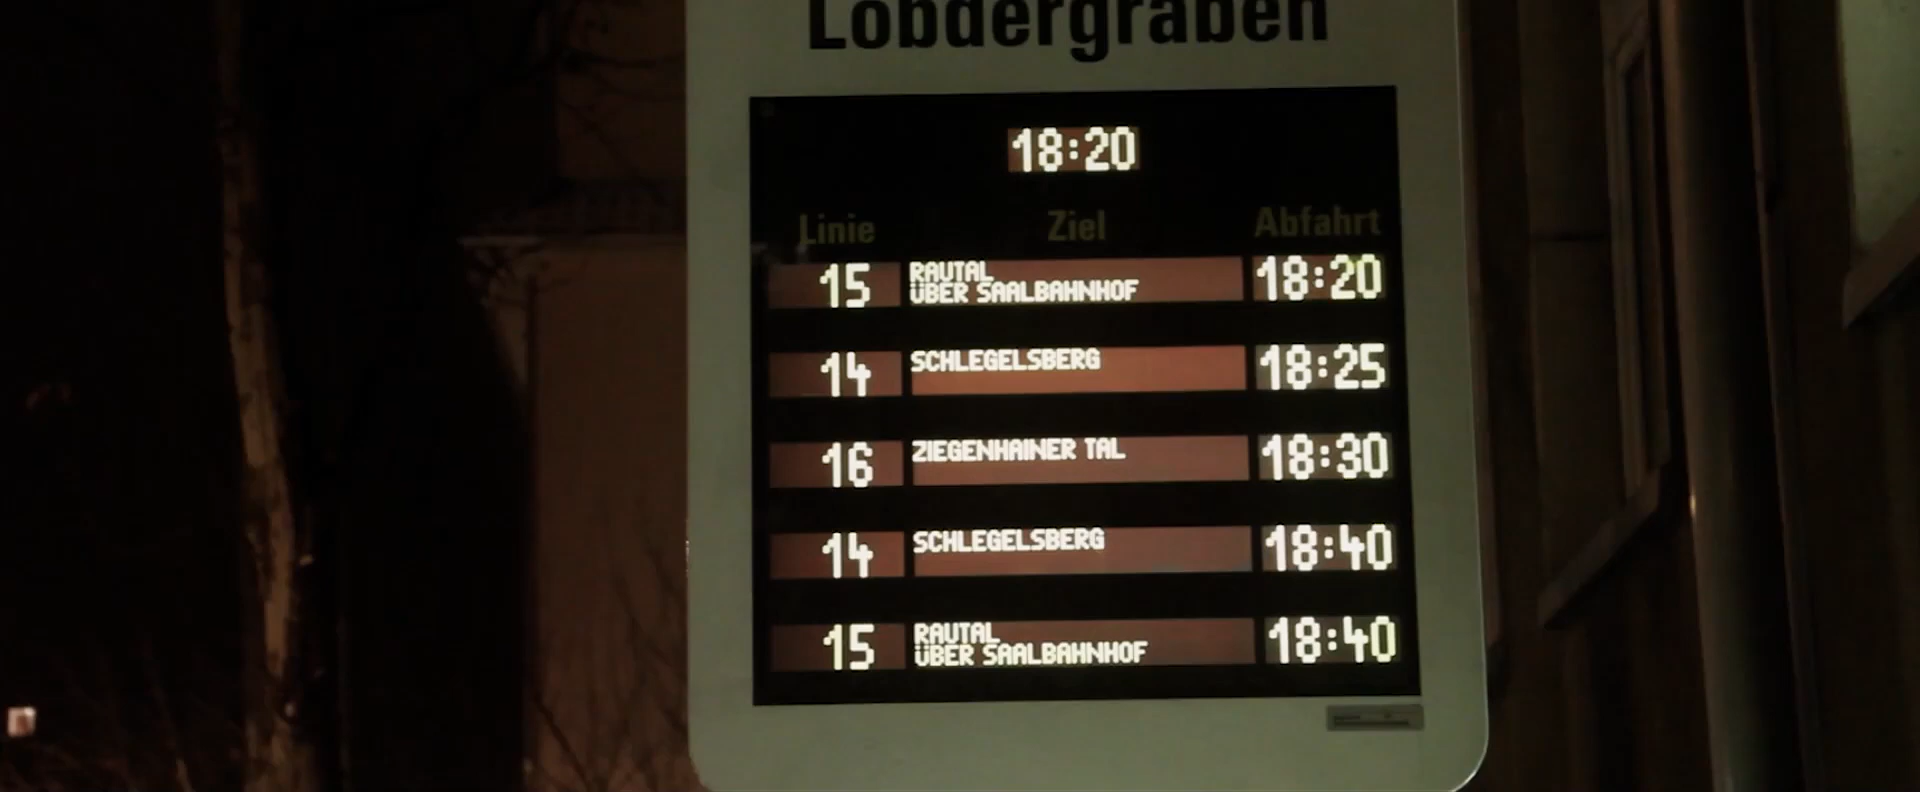 Lobdergraben
18:20
Linie Ziel Abfahrt
15 RAUTAL 18:20
ÜBER SAALBAHNHOF
14 SCHLEGELSBERG 18:25
16 ZIEGENHAINER TAL 18:30
14 SCHLEGELSBERG 18:40
15 RAUTAL 18:40
ÜBER SAALBAHNHOF